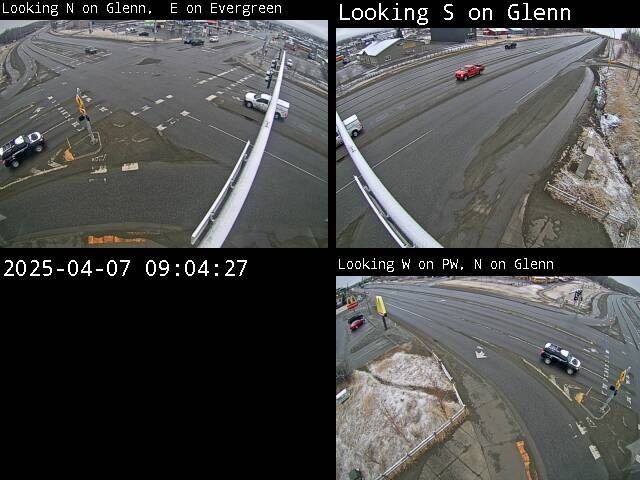 Looking N on Glenn,  E on Evergreen
Looking S on Glenn
2025-04-07 09:04:27
Looking W on PW, N on Glenn